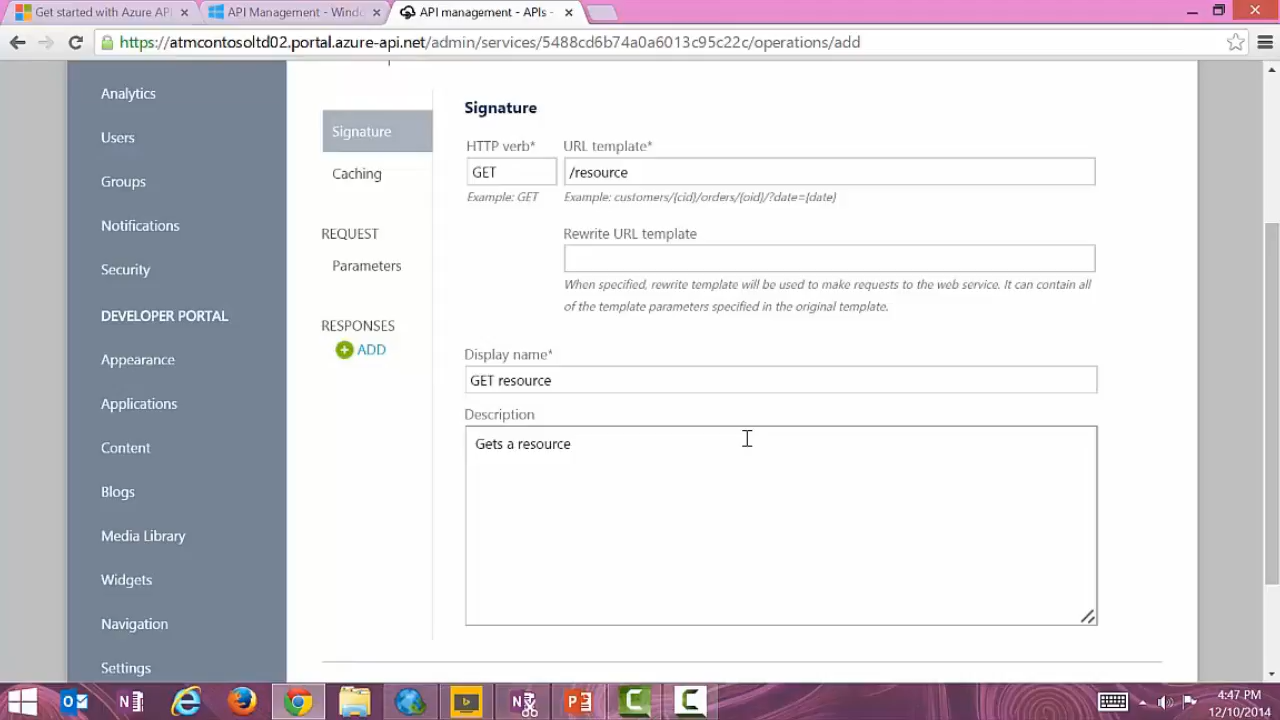 Get started with Azure API
API Management - Windo
API management - APIs -
https://atmcontosoltd02.portal.azure-api.net/admin/services/5488cd6b74a0a6013c95c22c/operations/add
Analytics
Users
Groups
Notifications
Security
DEVELOPER PORTAL
Appearance
Applications
Content
Blogs
Media Library
Widgets
Navigation
Settings
Signature
Caching
REQUEST
Parameters
RESPONSES
ADD
Signature
HTTP verb* URL template*
GET /resource
Example: GET Example: customers/{cid}/orders/{oid}/?date={date}
Rewrite URL template
When specified, rewrite template will be used to make requests to the web service. It can contain all
of the template parameters specified in the original template.
Display name*
GET resource
Description
Gets a resource
4:47 PM
12/10/2014